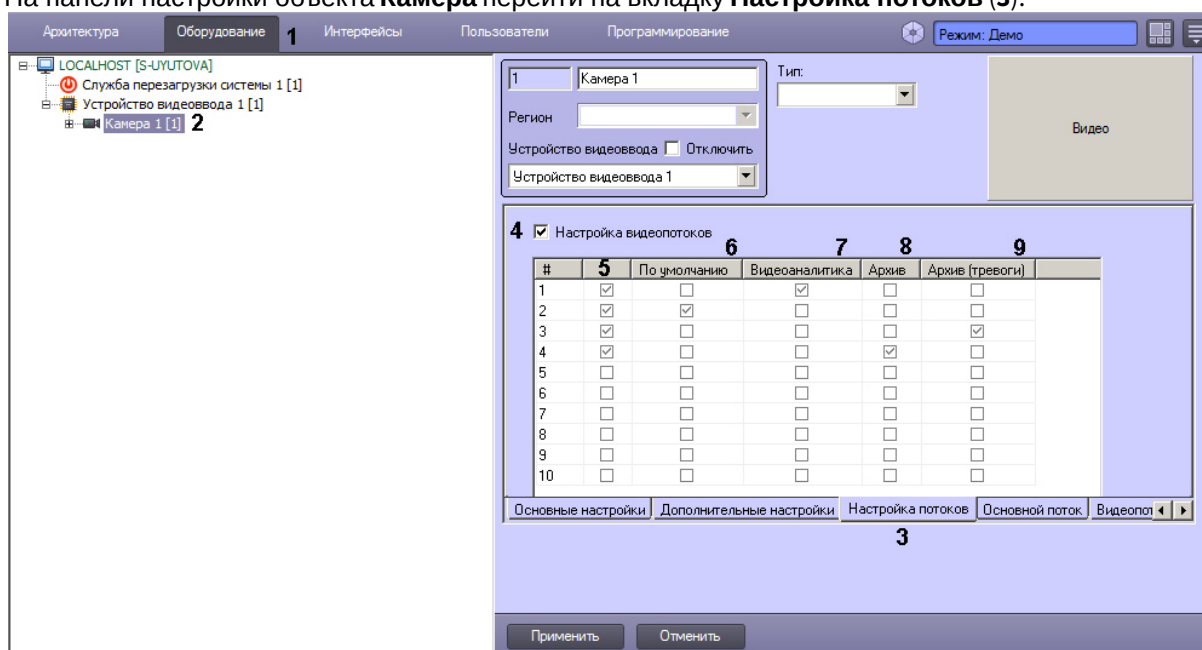 На панели настройки объекта Камера перейти на вкладку Настройка потоков (3).
Архитектура Оборудование 1 Интерфейсы Пользователи Программирование Режим: Демо
LOCALHOST [S-UYUTOVA]
Служба перезагрузки системы 1 [1]
Устройство видеоввода 1 [1]
Камера 1 [1] 2
1 Камера 1
Тип:
Регион
Устройство видеоввода Отключить
Устройство видеоввода 1
Видео
4 Настройка видеопотоков
6 7 8 9
# 5 По умолчанию Видеоаналитика Архив Архив (тревоги)
1
2
3
4
5
6
7
8
9
10
Основные настройки Дополнительные настройки Настройка потоков Основной поток Видеопот
3
Применить Отменить